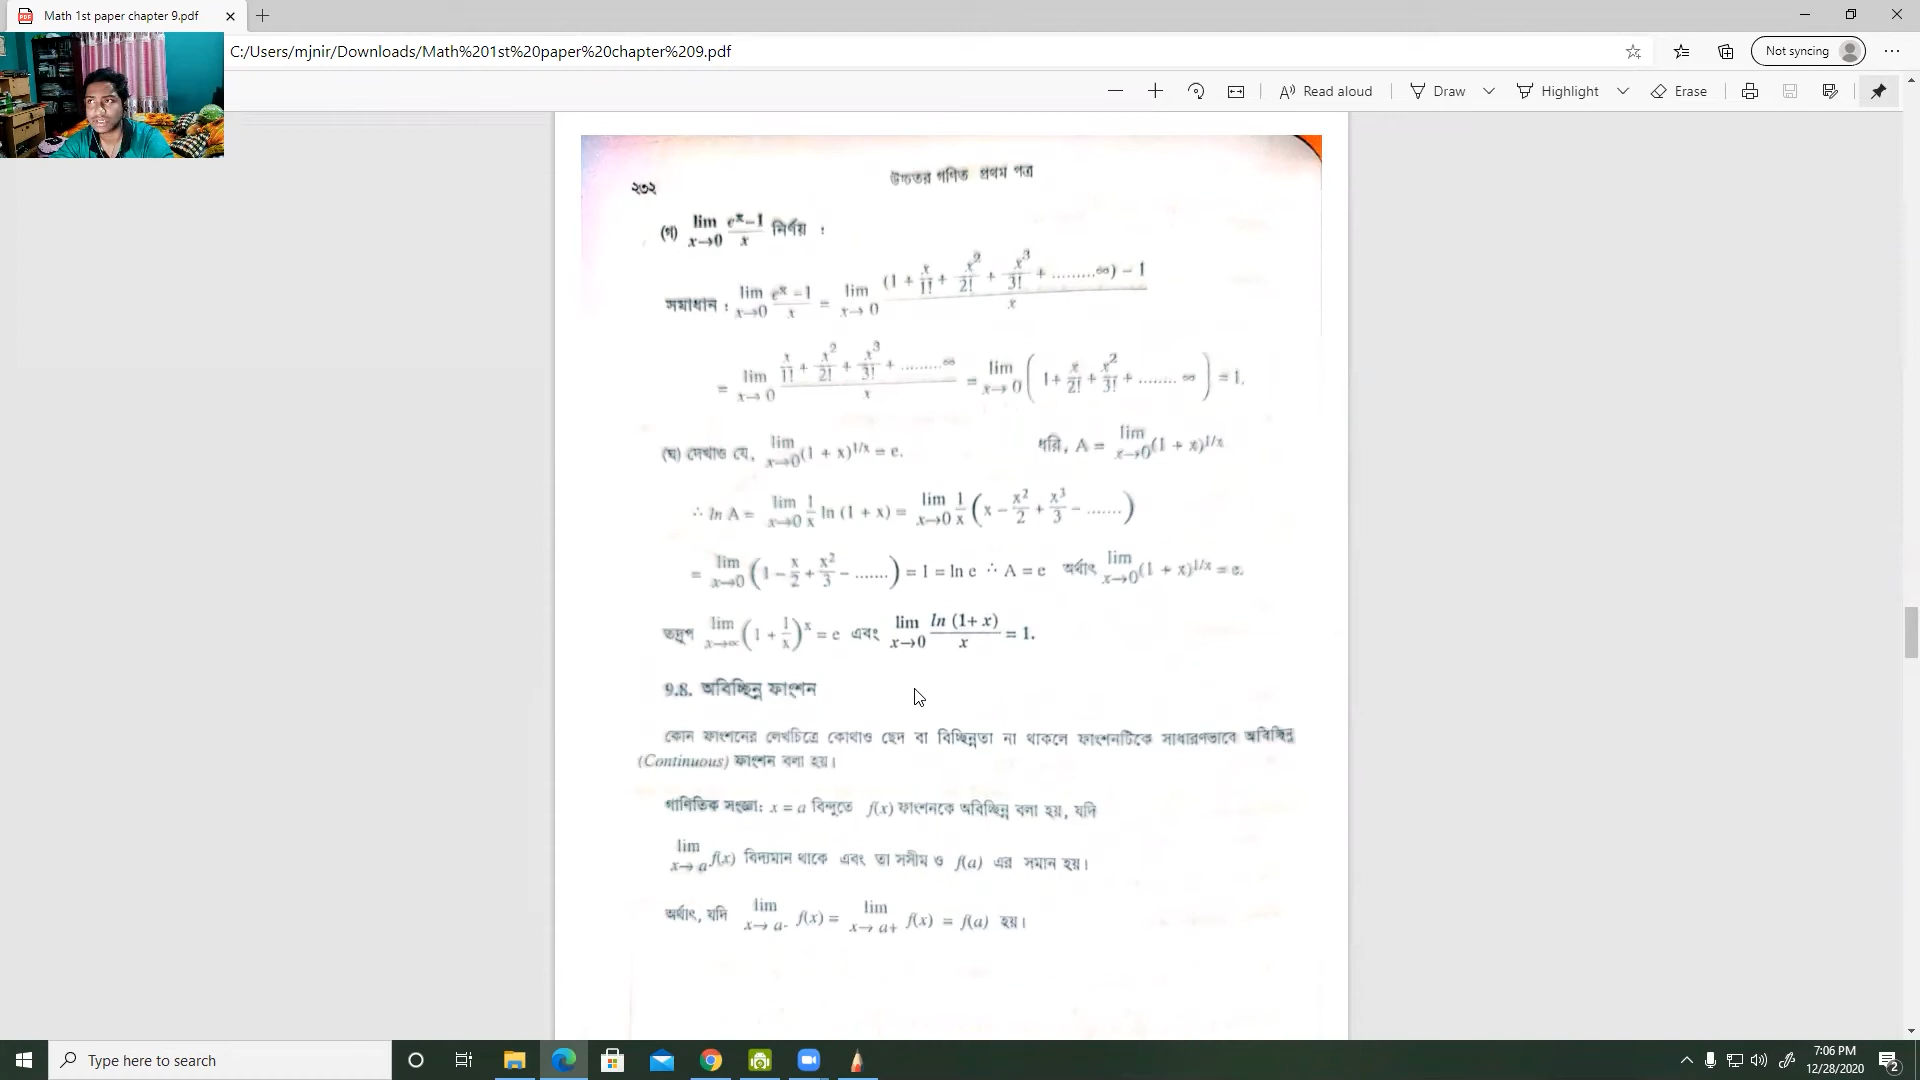 Math 1st paper chapter 9.pdf
C:/Users/mjnir/Downloads/Math%201st%20paper%20chapter%209.pdf
Not syncing
Read aloud
Draw
Highlight
Erase
২৩২
উচ্চতর গণিত প্রথম পত্র
(গ) lim x→0 (eˣ−1)/x নির্ণয় :
সমাধান : lim x→0 (eˣ−1)/x = lim x→0 ((1 + x/1! + x²/2! + x³/3! + .........∞) − 1)/x
= lim x→0 (x/1! + x²/2! + x³/3! + .........∞)/x = lim x→0 (1 + x/2! + x²/3! + ........ ∞) = 1.
(ঘ) দেখাও যে, lim x→0 (1 + x)^1/x = e. ধরি, A = lim x→0 (1 + x)^1/x
∴ ln A = lim x→0 1/x ln (1 + x) = lim x→0 1/x (x − x²/2 + x³/3 − .......)
= lim x→0 (1 − x/2 + x²/3 − .......) = 1 = ln e ∴ A = e অর্থাৎ lim x→0 (1 + x)^1/x = e.
তদ্রূপ lim x→∞ (1 + 1/x)^x = e এবং lim x→0 ln (1+ x)/x = 1.
9.8. অবিচ্ছিন্ন ফাংশন
কোন ফাংশনের লেখচিত্রে কোথাও ছেদ বা বিচ্ছিন্নতা না থাকলে ফাংশনটিকে সাধারণভাবে অবিচ্ছিন্ন
(Continuous) ফাংশন বলা হয়।
গাণিতিক সংজ্ঞা: x = a বিন্দুতে f(x) ফাংশনকে অবিচ্ছিন্ন বলা হয়, যদি
lim x→ a f(x) বিদ্যমান থাকে এবং তা সসীম ও f(a) এর সমান হয়।
অর্থাৎ, যদি lim x→ a- f(x) = lim x→ a+ f(x) = f(a) হয়।
Type here to search
7:06 PM
12/28/2020
2